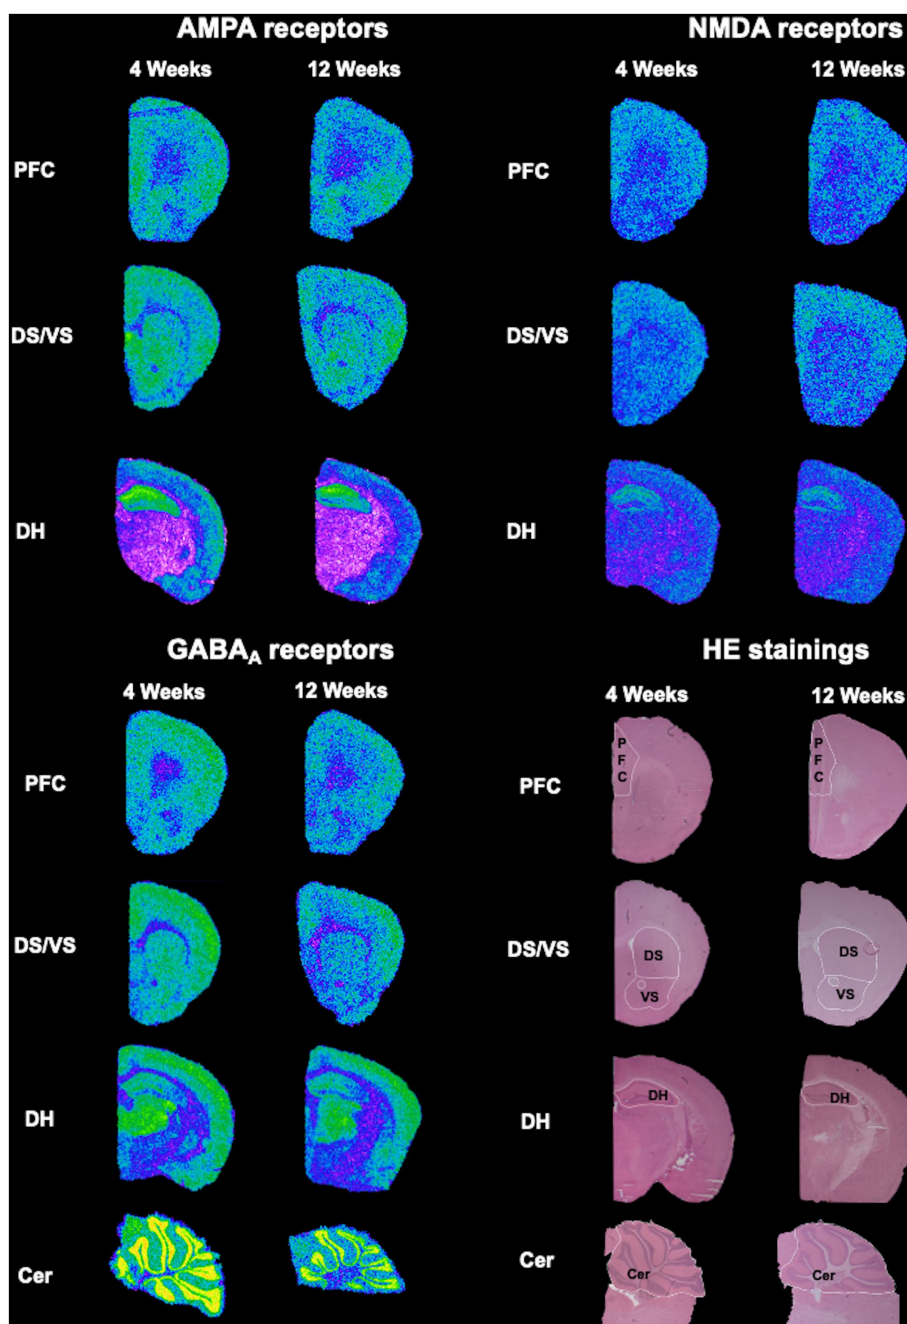 AMPA receptors
4 Weeks
12 Weeks
PFC
DS/VS
DH
NMDA receptors
4 Weeks
12 Weeks
PFC
DS/VS
DH
GABAA receptors
4 Weeks
12 Weeks
PFC
DS/VS
DH
Cer
HE stainings
4 Weeks
12 Weeks
PFC
P
F
C
P
F
C
DS/VS
DS
VS
DS
VS
DH
DH
DH
Cer
Cer
Cer